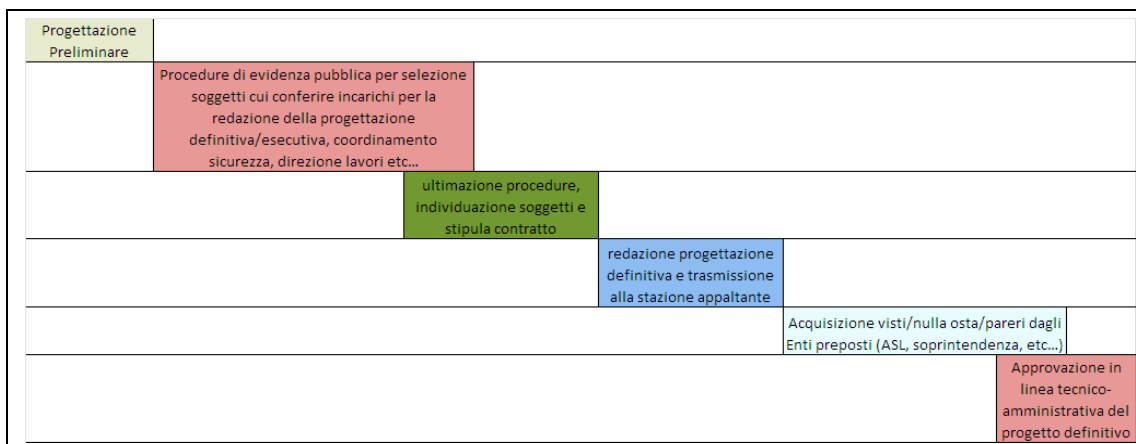 Progettazione
Preliminare
Procedure di evidenza pubblica per selezione
soggetti cui conferire incarichi per la
redazione della progettazione
definitiva/esecutiva, coordinamento
sicurezza, direzione lavori etc...
ultimazione procedure,
individuazione soggetti e
stipula contratto
redazione progettazione
definitiva e trasmissione
alla stazione appaltante
Acquisizione visti/nulla osta/pareri dagli
Enti preposti (ASL, soprintendenza, etc...)
Approvazione in
linea tecnico-
amministrativa del
progetto definitivo